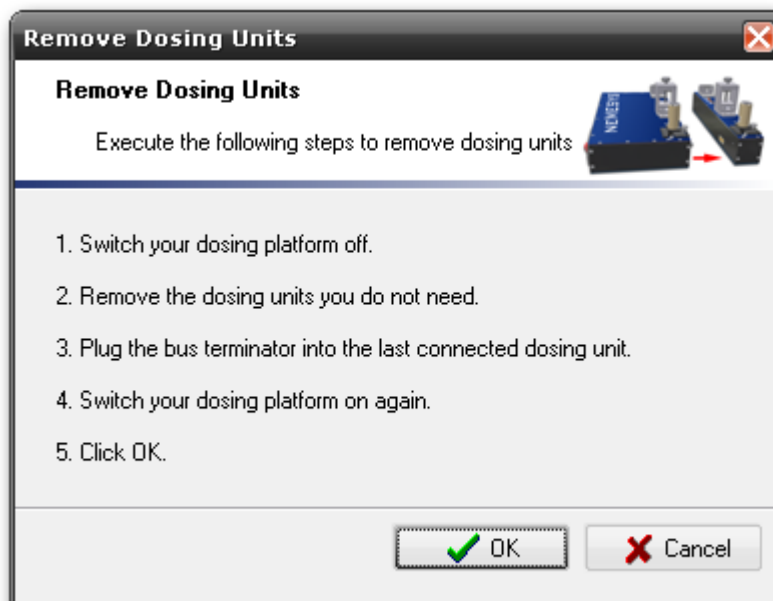 Remove Dosing Units
Remove Dosing Units
Execute the following steps to remove dosing units
NEMESYS
1. Switch your dosing platform off.
2. Remove the dosing units you do not need.
3. Plug the bus terminator into the last connected dosing unit.
4. Switch your dosing platform on again.
5. Click OK.
OK
Cancel